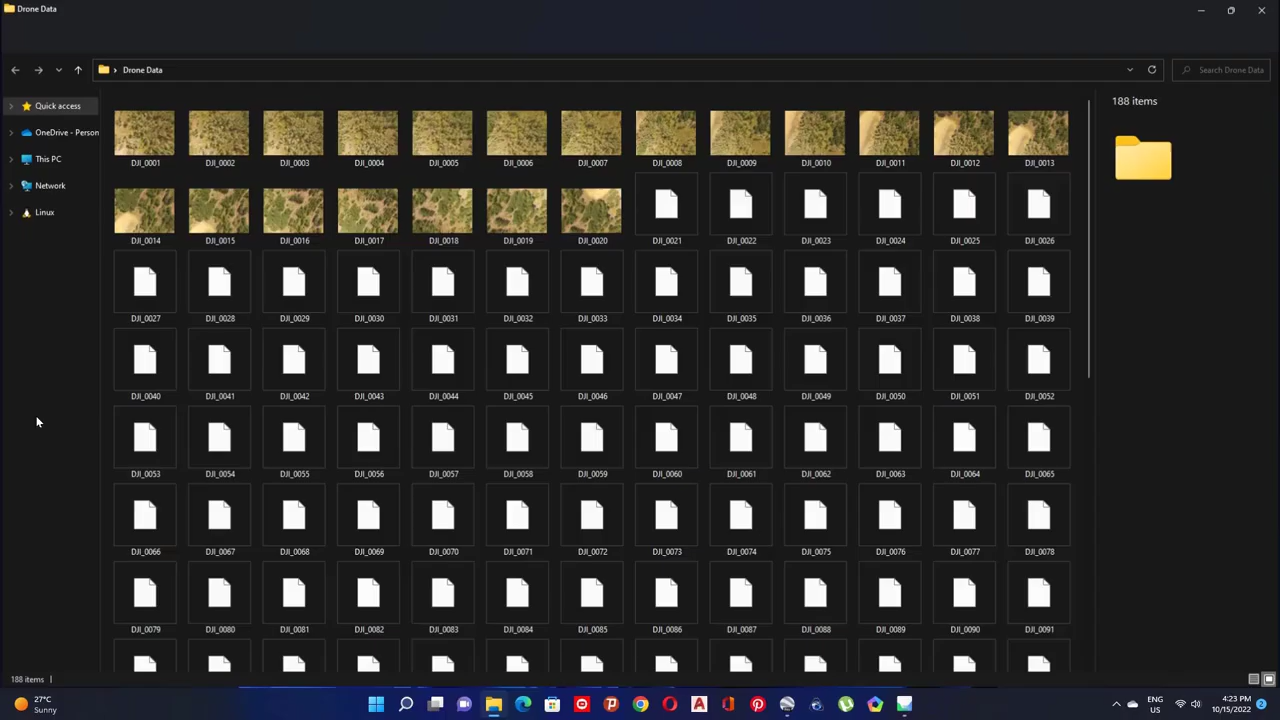 Drone Data
Drone Data
Search Drone Data
Quick access
OneDrive - Person
This PC
Network
Linux
188 items
DJI_0001 DJI_0002 DJI_0003 DJI_0004 DJI_0005 DJI_0006 DJI_0007 DJI_0008 DJI_0009 DJI_0010 DJI_0011 DJI_0012 DJI_0013
DJI_0014 DJI_0015 DJI_0016 DJI_0017 DJI_0018 DJI_0019 DJI_0020 DJI_0021 DJI_0022 DJI_0023 DJI_0024 DJI_0025 DJI_0026
DJI_0027 DJI_0028 DJI_0029 DJI_0030 DJI_0031 DJI_0032 DJI_0033 DJI_0034 DJI_0035 DJI_0036 DJI_0037 DJI_0038 DJI_0039
DJI_0040 DJI_0041 DJI_0042 DJI_0043 DJI_0044 DJI_0045 DJI_0046 DJI_0047 DJI_0048 DJI_0049 DJI_0050 DJI_0051 DJI_0052
DJI_0053 DJI_0054 DJI_0055 DJI_0056 DJI_0057 DJI_0058 DJI_0059 DJI_0060 DJI_0061 DJI_0062 DJI_0063 DJI_0064 DJI_0065
DJI_0066 DJI_0067 DJI_0068 DJI_0069 DJI_0070 DJI_0071 DJI_0072 DJI_0073 DJI_0074 DJI_0075 DJI_0076 DJI_0077 DJI_0078
DJI_0079 DJI_0080 DJI_0081 DJI_0082 DJI_0083 DJI_0084 DJI_0085 DJI_0086 DJI_0087 DJI_0088 DJI_0089 DJI_0090 DJI_0091
188 items
27°C
Sunny
ENG
US
4:23 PM
10/15/2022
2